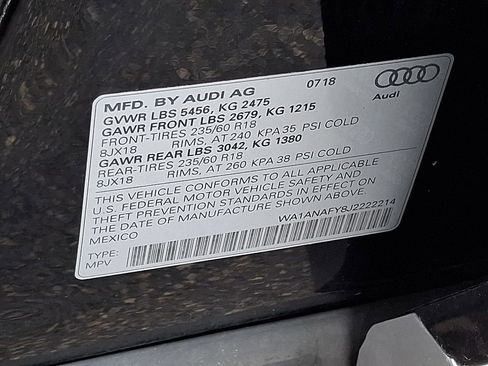 MFD. BY AUDI AG 07 18
Audi
GVWR LBS 5456, KG 2475
GAWR FRONT LBS 2679, KG 1215
FRONT-TIRES 235/60 R18
8JX18 RIMS, AT 240 KPA 35 PSI COLD
GAWR REAR LBS 3042, KG 1380
REAR-TIRES 235/60 R18
8JX18 RIMS, AT 260 KPA 38 PSI COLD
THIS VEHICLE CONFORMS TO ALL APPLICABLE
U.S. FEDERAL MOTOR VEHICLE SAFETY AND
THEFT PREVENTION STANDARDS IN EFFECT ON
THE DATE OF MANUFACTURE SHOWN ABOVE.
MEXICO
WA1ANAFY8J2222214
TYPE:
MPV